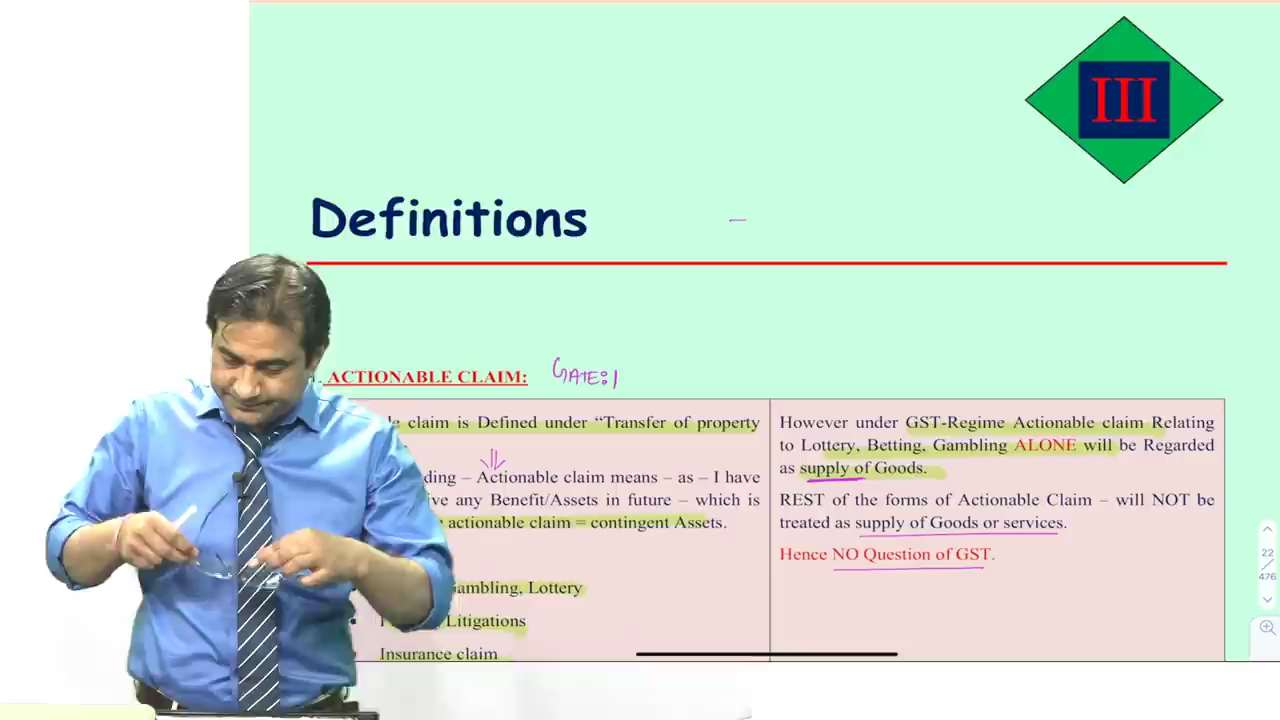 III
Definitions
ACTIONABLE CLAIM: GATE:1
claim is Defined under “Transfer of property
Actionable claim means – as – I have
any Benefit/Assets in future – which is
actionable claim = contingent Assets.
Gambling, Lottery
Litigations
Insurance claim
However under GST-Regime Actionable claim Relating
to Lottery, Betting, Gambling ALONE will be Regarded
as supply of Goods.
REST of the forms of Actionable Claim – will NOT be
treated as supply of Goods or services.
Hence NO Question of GST.
22
476